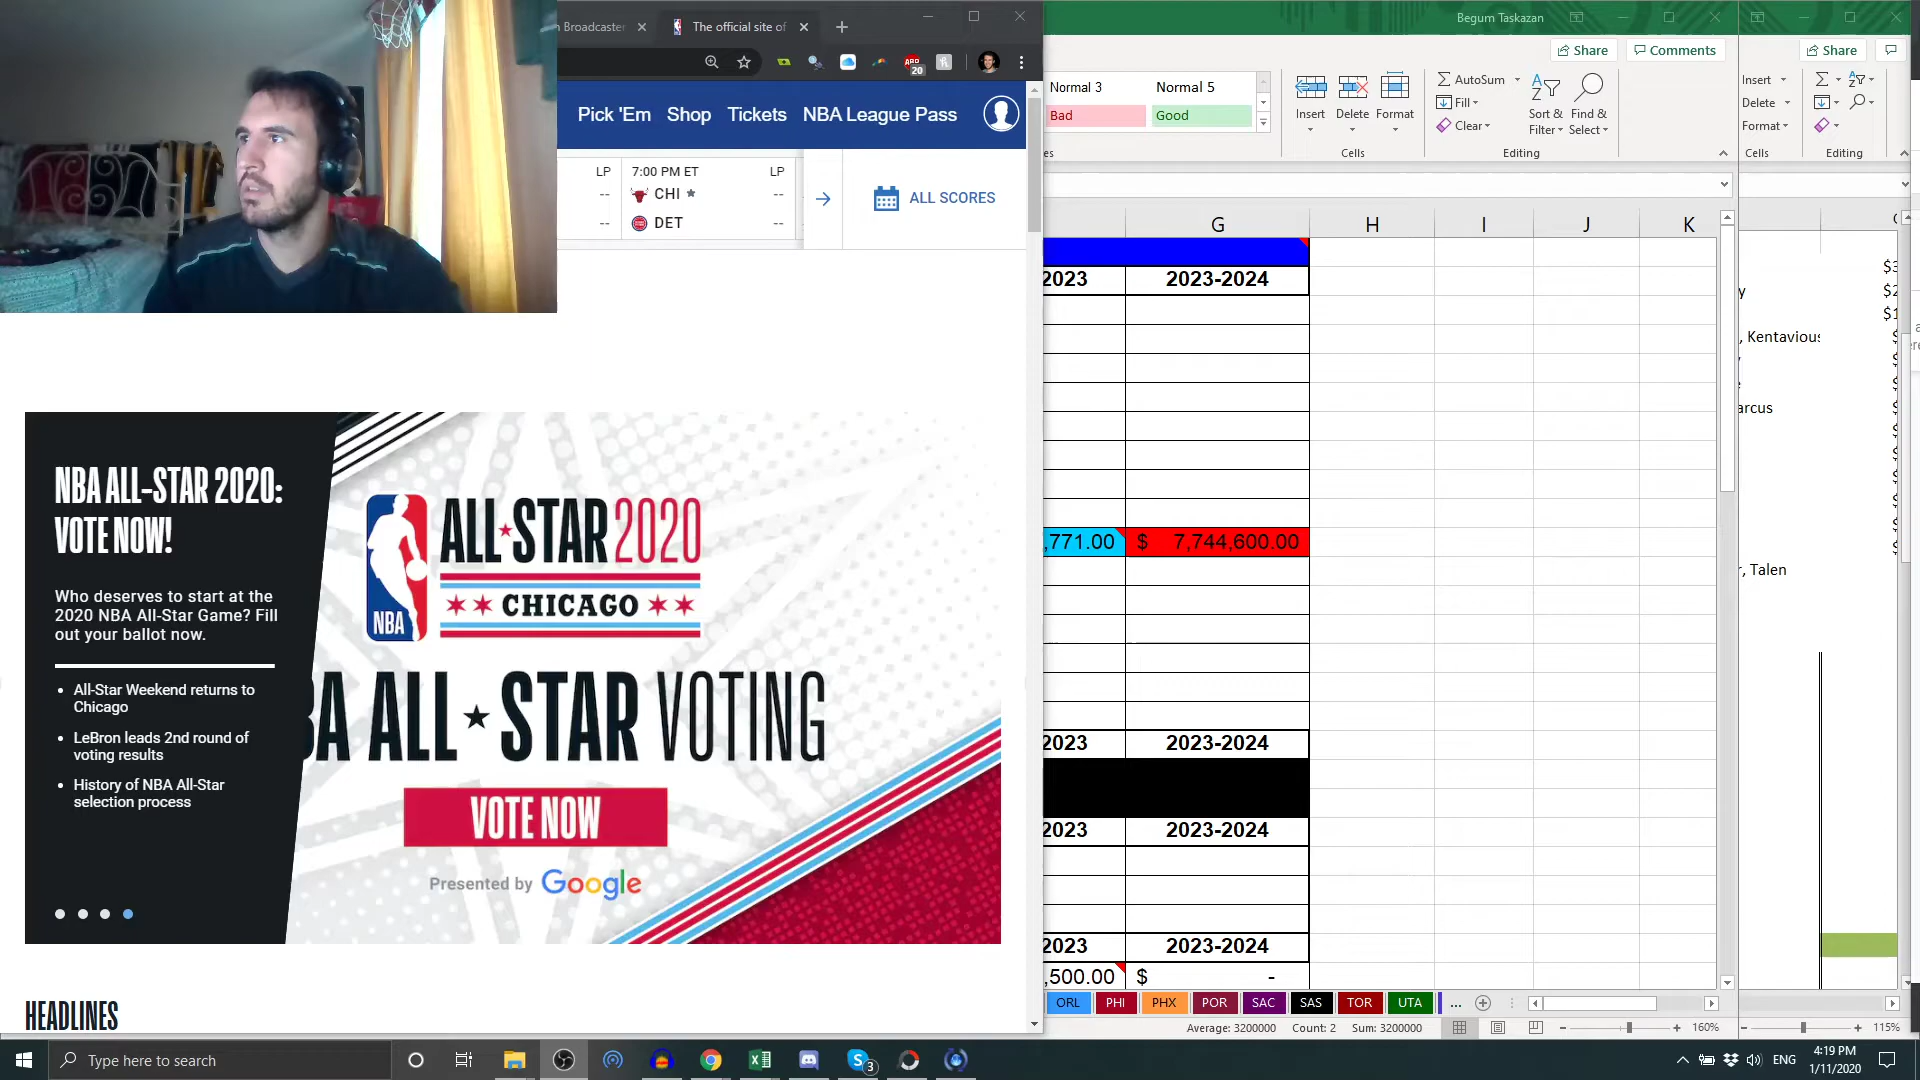 n Broadcaster
The official site of
20
Pick 'Em Shop Tickets NBA League Pass
LP 7:00 PM ET LP
-- CHI --
-- DET --
ALL SCORES
NBA ALL-STAR 2020:
VOTE NOW!
Who deserves to start at the
2020 NBA All-Star Game? Fill
out your ballot now.
• All-Star Weekend returns to
Chicago
• LeBron leads 2nd round of
voting results
• History of NBA All-Star
selection process
NBA
ALL★STAR 2020
CHICAGO
BA ALL★STAR VOTING
VOTE NOW
Presented by Google
HEADLINES
Begum Taskazan
Share Comments
Normal 3 Normal 5
Bad Good
es
Insert Delete Format
Cells
AutoSum
Fill
Clear
Sort &
Filter
Find &
Select
Editing
G H I J K
2023 2023-2024
,771.00 $ 7,744,600.00
2023 2023-2024
2023 2023-2024
2023 2023-2024
,500.00 $ -
ORL PHI PHX POR SAC SAS TOR UTA ...
Average: 3200000 Count: 2 Sum: 3200000 160%
Share
Insert
Delete
Format
Cells Editing
$3
y $2
$1
, Kentavious
arcus
r, Talen
115%
Type here to search
3
ENG
4:19 PM
1/11/2020